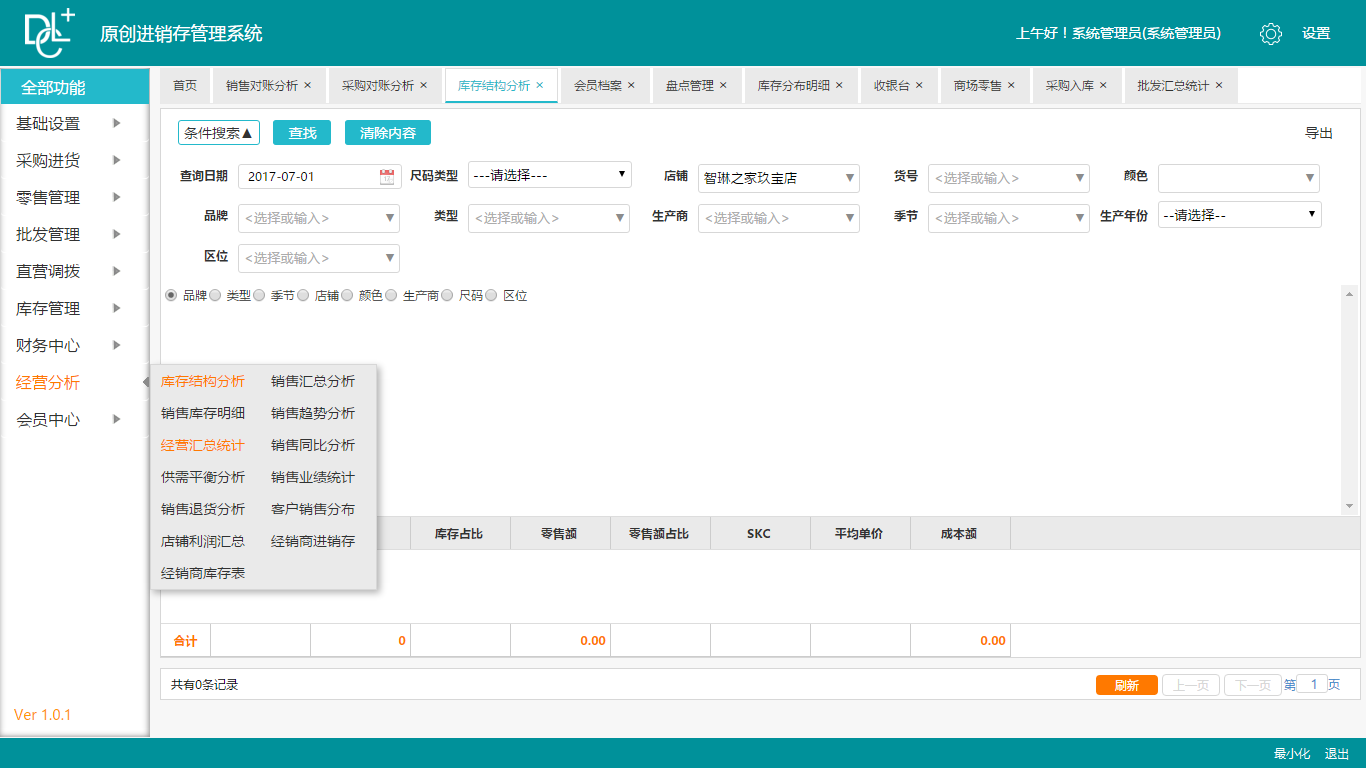 DCL+ 原创进销存管理系统 上午好！系统管理员(系统管理员) 设置
全部功能 首页 销售对账分析 × 采购对账分析 × 库存结构分析 × 会员档案 × 盘点管理 × 库存分布明细 × 收银台 × 商场零售 × 采购入库 × 批发汇总统计 ×
基础设置
采购进货
零售管理
批发管理
直营调拨
库存管理
财务中心
经营分析
会员中心
Ver 1.0.1
条件搜索▲ 查找 清除内容 导出
查询日期 2017-07-01 尺码类型 ---请选择--- 店铺 智琳之家玖宝店 货号 <选择或输入> 颜色
品牌 <选择或输入> 类型 <选择或输入> 生产商 <选择或输入> 季节 <选择或输入> 生产年份 --请选择--
区位 <选择或输入>
品牌 类型 季节 店铺 颜色 生产商 尺码 区位
库存结构分析 销售汇总分析
销售库存明细 销售趋势分析
经营汇总统计 销售同比分析
供需平衡分析 销售业绩统计
销售退货分析 客户销售分布
店铺利润汇总 经销商进销存
经销商库存表
库存占比 零售额 零售额占比 SKC 平均单价 成本额
合计 0 0.00 0.00
共有0条记录 刷新 上一页 下一页 第 1 页
最小化 退出